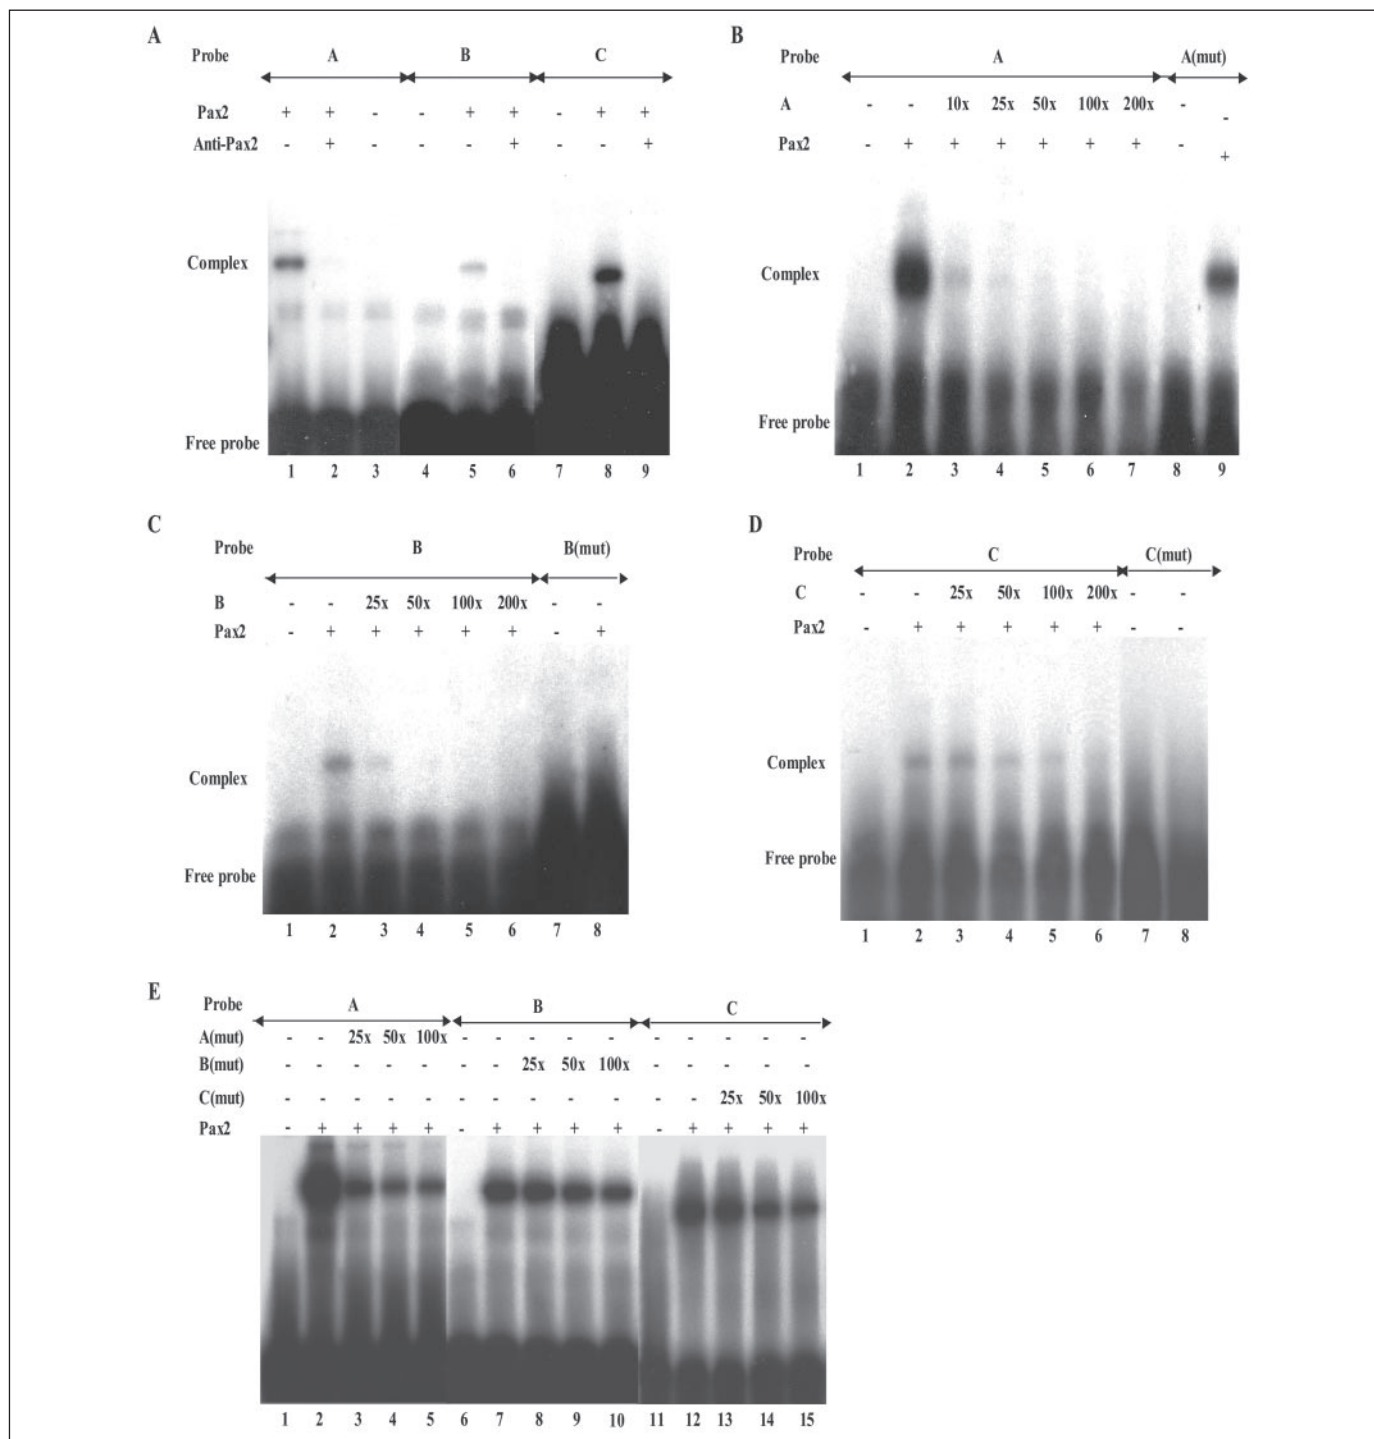 A
Probe A B C
Pax2 + + - - + + - + +
Anti-Pax2 - + - - - + - - +
Complex
Free probe
1 2 3 4 5 6 7 8 9
B
Probe A A(mut)
A - - 10x 25x 50x 100x 200x - -
Pax2 - + + + + + + - +
Complex
Free probe
1 2 3 4 5 6 7 8 9
C
Probe B B(mut)
B - - 25x 50x 100x 200x - -
Pax2 - + + + + + - +
Complex
Free probe
1 2 3 4 5 6 7 8
D
Probe C C(mut)
C - - 25x 50x 100x 200x - -
Pax2 - + + + + + - -
Complex
Free probe
1 2 3 4 5 6 7 8
E
Probe A B C
A(mut) - - 25x 50x 100x - - - - - - - - - -
B(mut) - - - - - - - 25x 50x 100x - - - - -
C(mut) - - - - - - - - - - - - 25x 50x 100x
Pax2 - + + + + - + + + + - + + + +
1 2 3 4 5 6 7 8 9 10 11 12 13 14 15